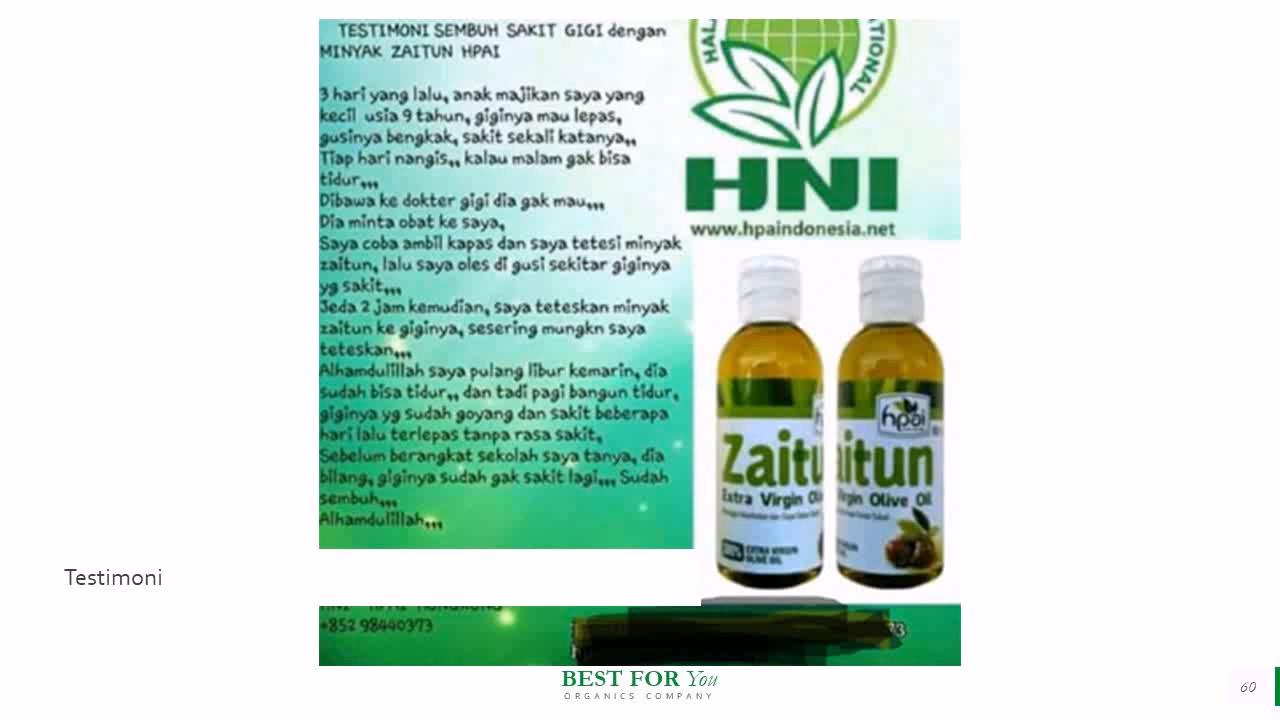 TESTIMONI SEMBUH SAKIT GIGI dengan
MINYAK ZAITUN HPAI
3 hari yang lalu, anak majikan saya yang
kecil usia 9 tahun, giginya mau lepas,
gusinya bengkak, sakit sekali katanya,,
Tiap hari nangis,, kalau malam gak bisa
tidur,,,
Dibawa ke dokter gigi dia gak mau,,,
Dia minta obat ke saya,
Saya coba ambil kapas dan saya tetesi minyak
zaitun, lalu saya oles di gusi sekitar giginya
yg sakit,,,
Jeda 2 jam kemudian, saya teteskan minyak
zaitun ke giginya, sesering mungkn saya
teteskan,,,
Alhamdulillah saya pulang libur kemarin, dia
sudah bisa tidur,, dan tadi pagi bangun tidur,
giginya yg sudah goyang dan sakit beberapa
hari lalu terlepas tanpa rasa sakit,
Sebelum berangkat sekolah saya tanya, dia
bilang, giginya sudah gak sakit lagi,,, Sudah
sembuh,,,
Alhamdulillah,,,
HNI
www.hpaindonesia.net
hpai
Zaitu
Extra Virgin Oli
100% EXTRA VIRGIN
OLIVE OIL
aitun
Virgin Olive Oil
Testimoni
+852 98440373
BEST FOR You
ORGANICS COMPANY
60